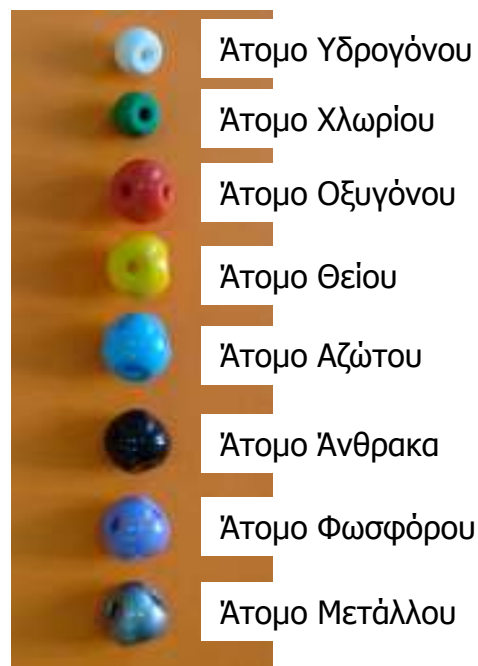 Άτομο Υδρογόνου
Άτομο Χλωρίου
Άτομο Οξυγόνου
Άτομο Θείου
Άτομο Αζώτου
Άτομο Άνθρακα
Άτομο Φωσφόρου
Άτομο Μετάλλου